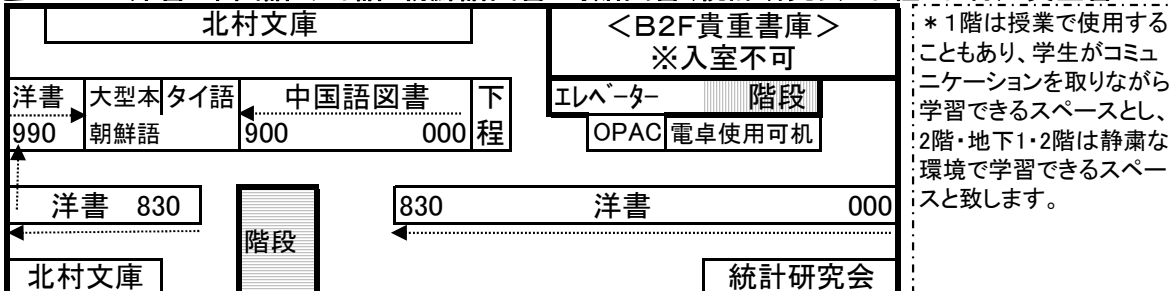 北村文庫
<B2F貴重書庫>
※入室不可
洋書
990
大型本
朝鮮語
タイ語
中国語図書
900 000
下程
エレベーター
階段
OPAC
電卓使用可机
洋書 830
階段
830 洋書 000
北村文庫
統計研究会
*1階は授業で使用する
こともあり、学生がコミュ
ニケーションを取りながら
学習できるスペースとし、
2階・地下1・2階は静粛な
環境で学習できるスペー
スと致します。